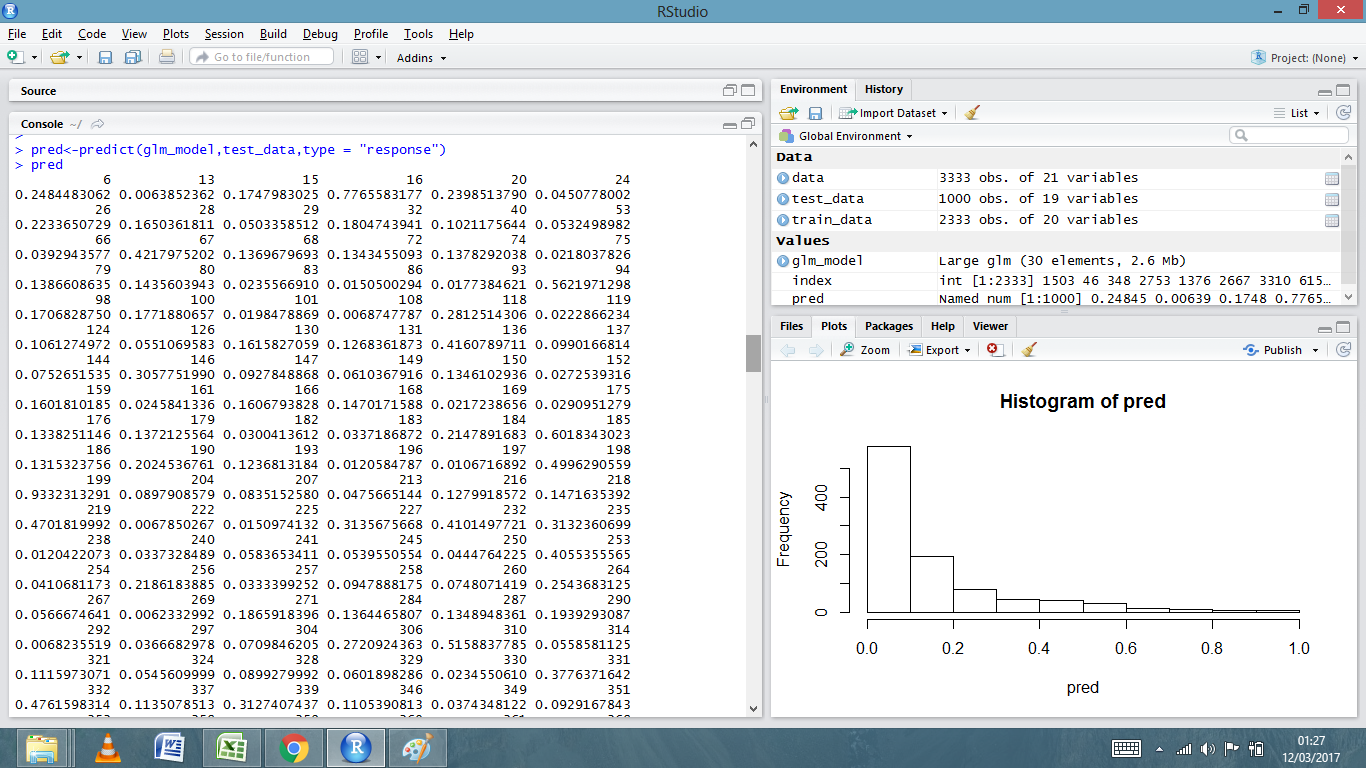 RStudio
File Edit Code View Plots Session Build Debug Profile Tools Help
Go to file/function Addins Project: (None)
Source
Console ~/
>
> pred<-predict(glm_model,test_data,type = "response")
> pred
6 13 15 16 20 24
0.2484483062 0.0063852362 0.1747983025 0.7765583177 0.2398513790 0.0450778002
26 28 29 32 40 53
0.2233650729 0.1650361811 0.0503358512 0.1804743941 0.1021175644 0.0532498982
66 67 68 72 74 75
0.0392943577 0.4217975202 0.1369679693 0.1343455093 0.1378292038 0.0218037826
79 80 83 86 93 94
0.1386608635 0.1435603943 0.0235566910 0.0150500294 0.0177384621 0.5621971298
98 100 101 108 118 119
0.1706828750 0.1771880657 0.0198478869 0.0068747787 0.2812514306 0.0222866234
124 126 130 131 136 137
0.1061274972 0.0551069583 0.1615827059 0.1268361873 0.4160789711 0.0990166814
144 146 147 149 150 152
0.0752651535 0.3057751990 0.0927848868 0.0610367916 0.1346102936 0.0272539316
159 161 166 168 169 175
0.1601810185 0.0245841336 0.1606793828 0.1470171588 0.0217238656 0.0290951279
176 179 182 183 184 185
0.1338251146 0.1372125564 0.0300413612 0.0337186872 0.2147891683 0.6018343023
186 190 193 196 197 198
0.1315323756 0.2024536761 0.1236813184 0.0120584787 0.0106716892 0.4996290559
199 204 207 213 216 218
0.9332313291 0.0897908579 0.0835152580 0.0475665144 0.1279918572 0.1471635392
219 222 225 227 232 235
0.4701819992 0.0067850267 0.0150974132 0.3135675668 0.4101497721 0.3132360699
238 240 241 245 250 253
0.0120422073 0.0337328489 0.0583653411 0.0539550554 0.0444764225 0.4055355565
254 256 257 258 260 264
0.0410681173 0.2186183885 0.0333399252 0.0947888175 0.0748071419 0.2543683125
267 269 271 284 287 290
0.0566674641 0.0062332992 0.1865918396 0.1364465807 0.1348948361 0.1939293087
292 297 304 306 310 314
0.0068235519 0.0366682978 0.0709846205 0.2720924363 0.5158837785 0.0558581125
321 324 328 329 330 331
0.1115973071 0.0545609999 0.0899279992 0.0601898286 0.0234550610 0.3776371642
332 337 339 346 349 351
0.4761598314 0.1135078513 0.3127407437 0.1105390813 0.0374348122 0.0929167843
Environment History
Import Dataset List
Global Environment
Data
data 3333 obs. of 21 variables
test_data 1000 obs. of 19 variables
train_data 2333 obs. of 20 variables
Values
glm_model Large glm (30 elements, 2.6 Mb)
index int [1:2333] 1503 46 348 2753 1376 2667 3310 615…
pred Named num [1:1000] 0.24845 0.00639 0.1748 0.7765…
Files Plots Packages Help Viewer
Zoom Export Publish
Histogram of pred
Frequency
400
200
0
0.0 0.2 0.4 0.6 0.8 1.0
pred
01:27
12/03/2017